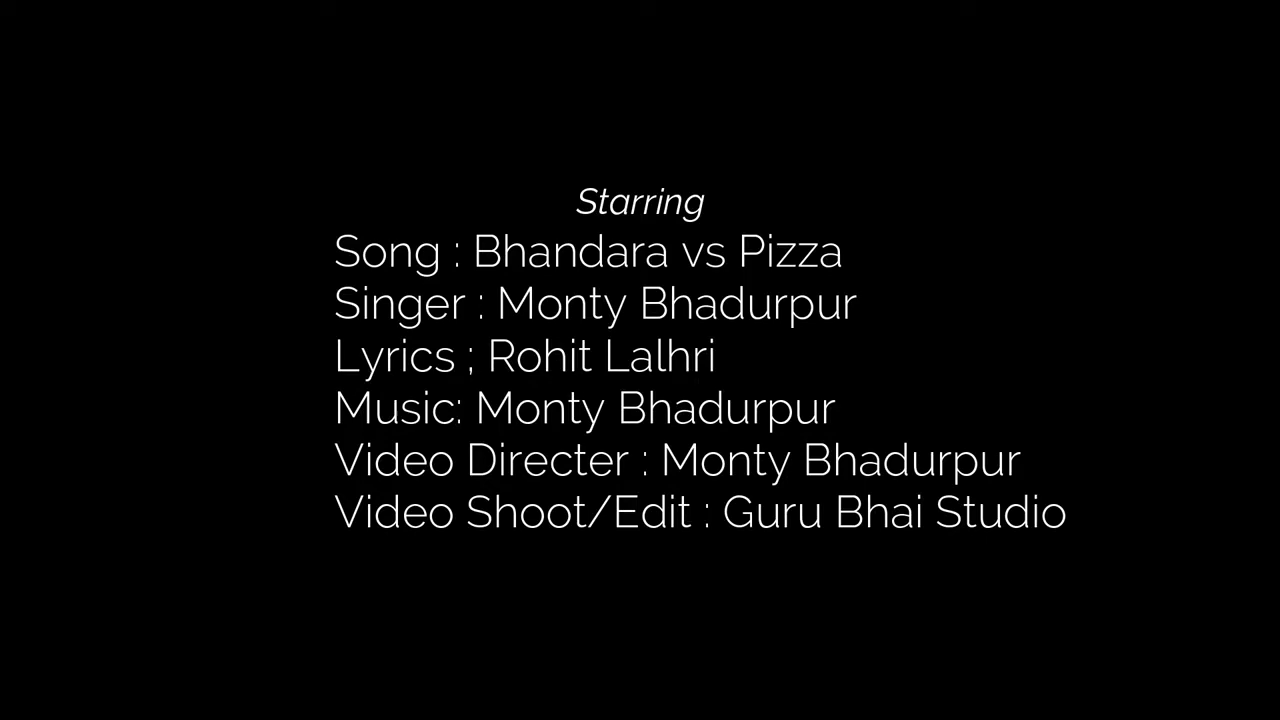 Starring
Song : Bhandara vs Pizza
Singer : Monty Bhadurpur
Lyrics ; Rohit Lalhri
Music: Monty Bhadurpur
Video Directer : Monty Bhadurpur
Video Shoot/Edit : Guru Bhai Studio